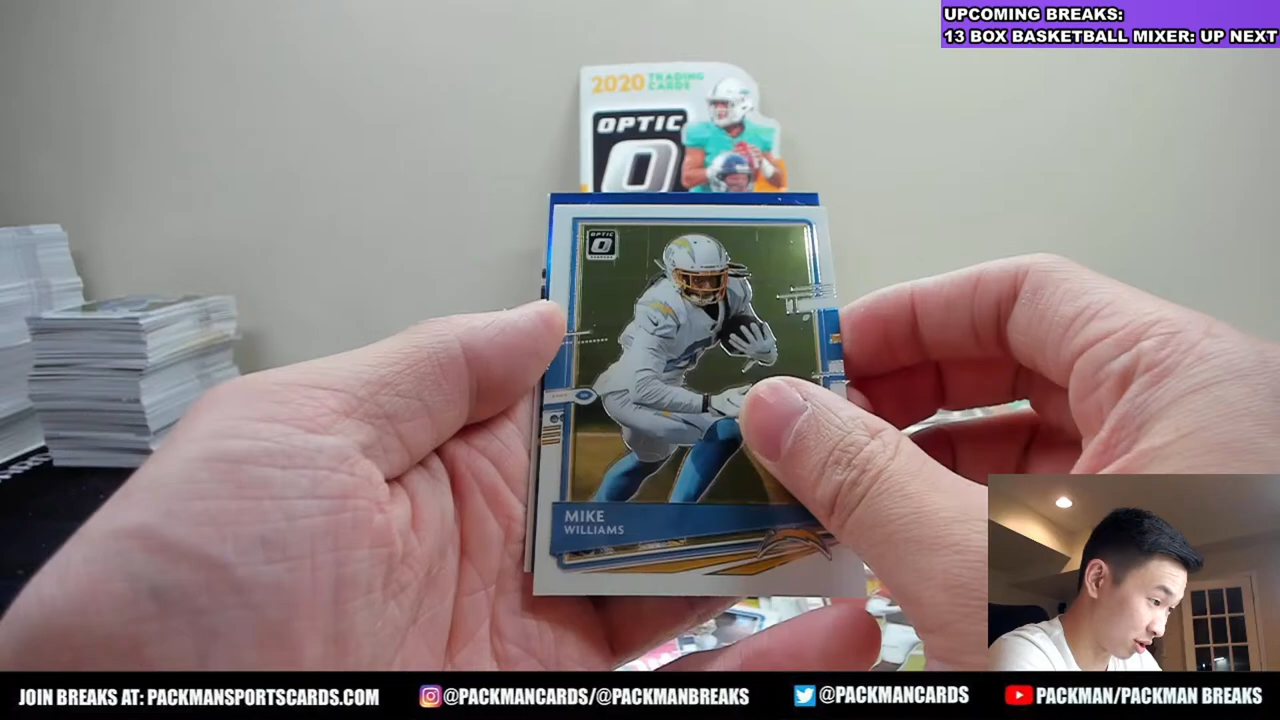 UPCOMING BREAKS:
13 BOX BASKETBALL MIXER: UP NEXT
2020 TRADING
CARDS
OPTIC
OPTIC
MIKE
WILLIAMS
JOIN BREAKS AT: PACKMANSPORTSCARDS.COM
@PACKMANCARDS/@PACKMANBREAKS
@PACKMANCARDS
PACKMAN/PACKMAN BREAKS